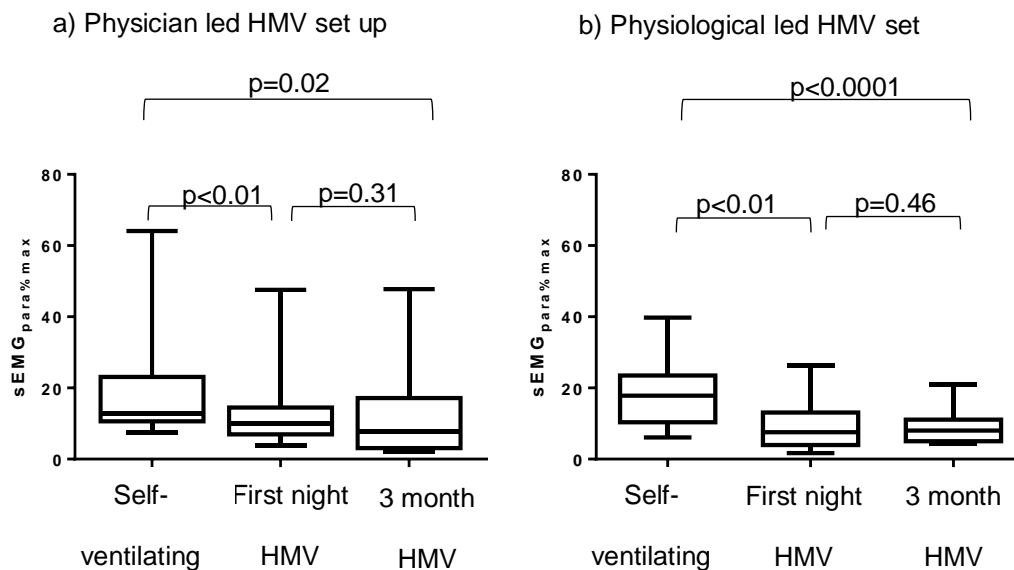 a) Physician led HMV set up
p=0.02
p<0.01
p=0.31
80
60
40
20
0
sEMGpara%max
Self-
ventilating
First night
HMV
3 month
HMV
b) Physiological led HMV set
p<0.0001
p<0.01
p=0.46
80
60
40
20
0
sEMGpara%max
Self-
ventilating
First night
HMV
3 month
HMV